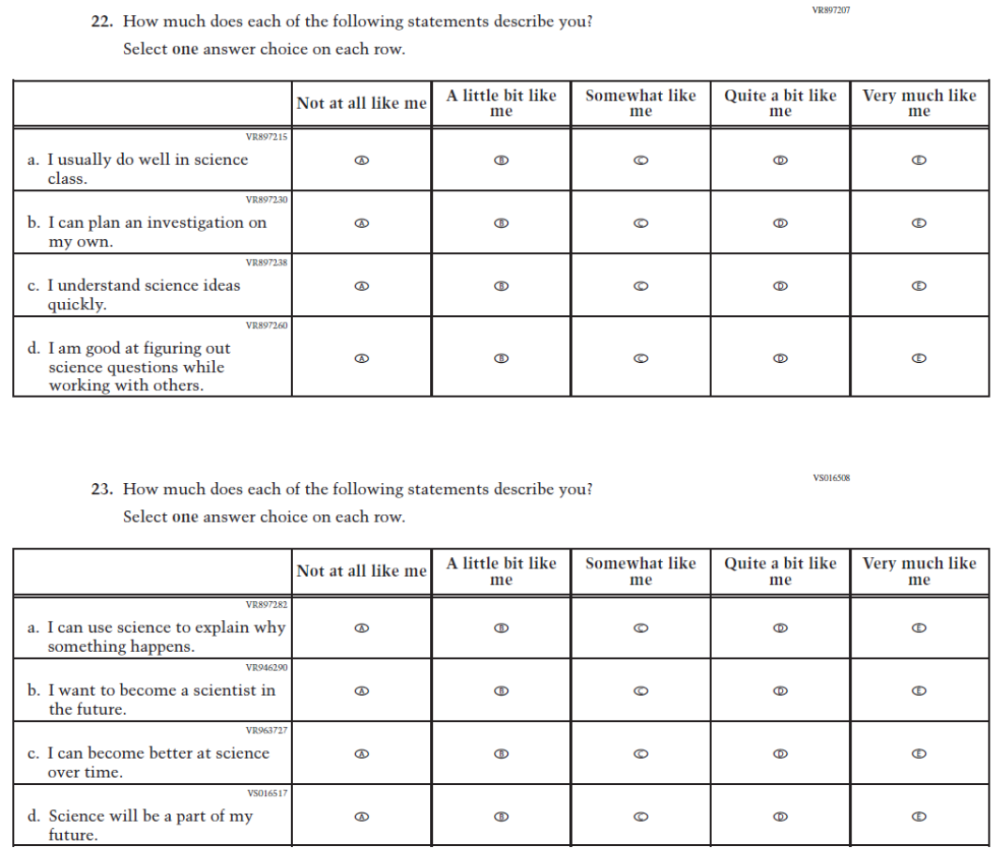 VR897207
22. How much does each of the following statements describe you?
Select one answer choice on each row.
Not at all like me
A little bit like
me
Somewhat like
me
Quite a bit like
me
Very much like
me
VR897215
a. I usually do well in science
class.
A B C D E
VR897230
b. I can plan an investigation on
my own.
A B C D E
VR897238
c. I understand science ideas
quickly.
A B C D E
VR897260
d. I am good at figuring out
science questions while
working with others.
A B C D E
VS016508
23. How much does each of the following statements describe you?
Select one answer choice on each row.
Not at all like me
A little bit like
me
Somewhat like
me
Quite a bit like
me
Very much like
me
VR897282
a. I can use science to explain why
something happens.
A B C D E
VR946290
b. I want to become a scientist in
the future.
A B C D E
VR963727
c. I can become better at science
over time.
A B C D E
VS016517
d. Science will be a part of my
future.
A B C D E